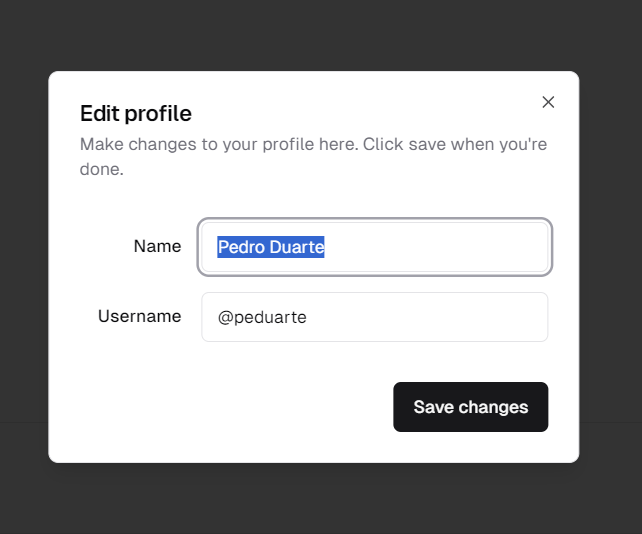 Edit profile
Make changes to your profile here. Click save when you're
done.
Name
Pedro Duarte
Username
@peduarte
Save changes